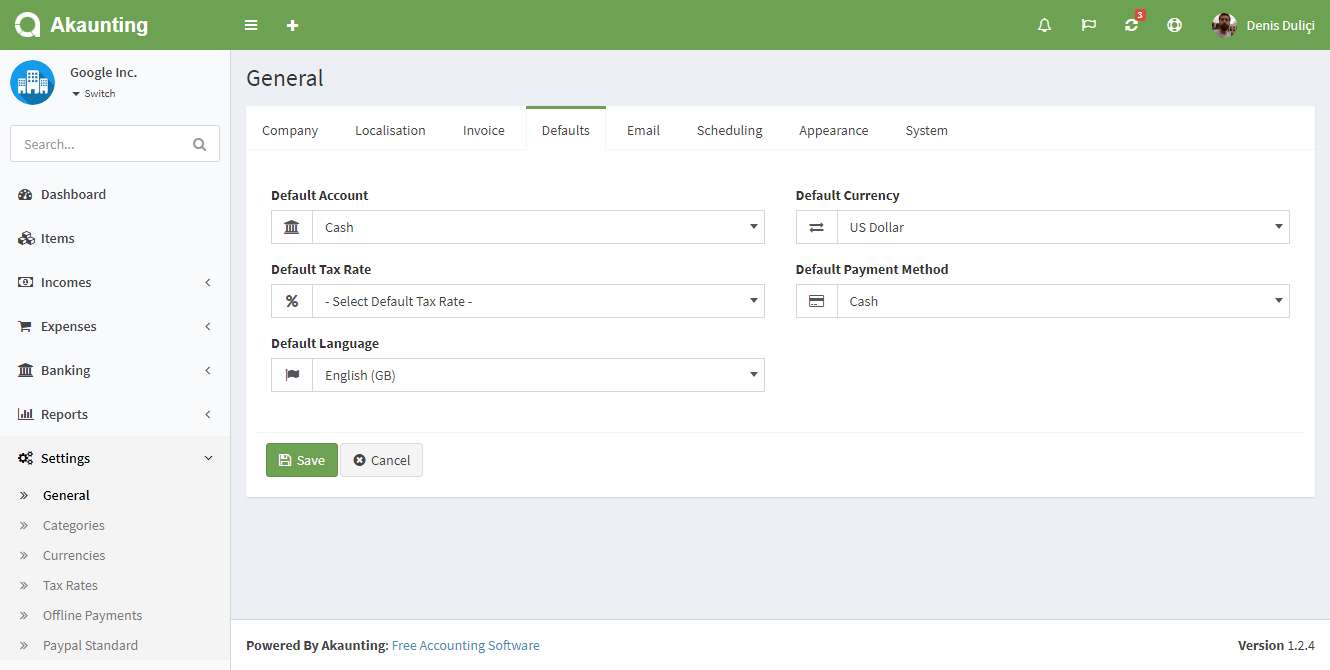 Akaunting
3
Denis Duliçi
Google Inc.
Switch
Search...
Dashboard
Items
Incomes
Expenses
Banking
Reports
Settings
General
Categories
Currencies
Tax Rates
Offline Payments
Paypal Standard
General
Company Localisation Invoice Defaults Email Scheduling Appearance System
Default Account Default Currency
Cash US Dollar
Default Tax Rate Default Payment Method
- Select Default Tax Rate - Cash
Default Language
English (GB)
Save Cancel
Powered By Akaunting: Free Accounting Software Version 1.2.4